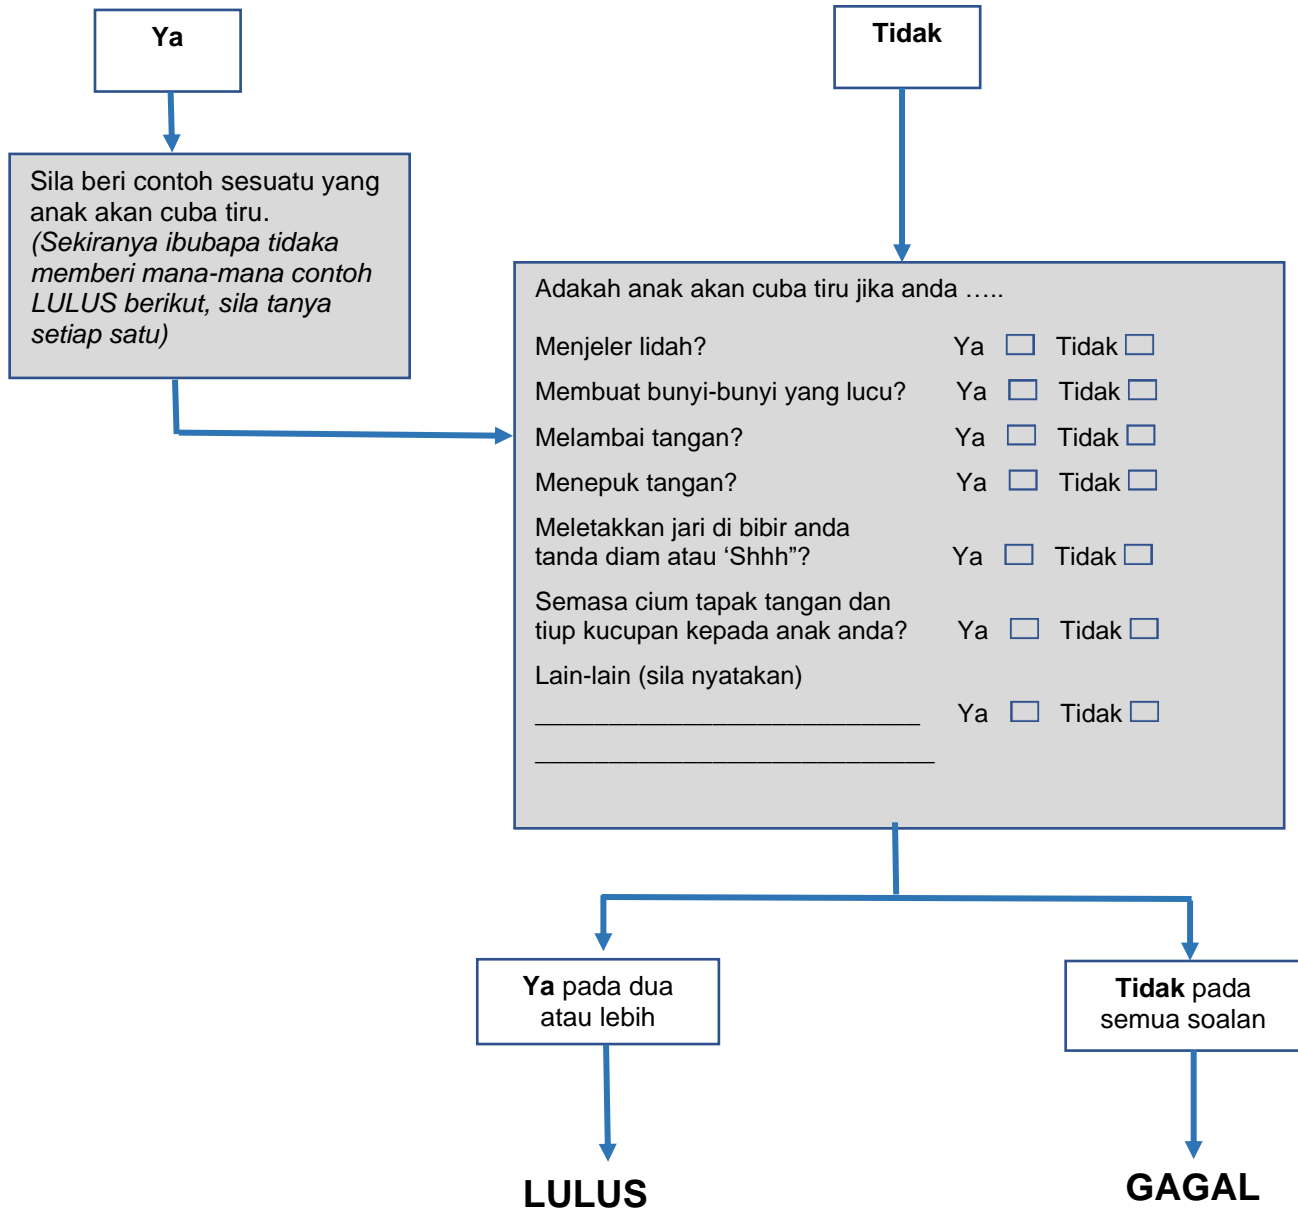 Ya
Tidak
Sila beri contoh sesuatu yang
anak akan cuba tiru.
(Sekiranya ibubapa tidaka
memberi mana-mana contoh
LULUS berikut, sila tanya
setiap satu)
Adakah anak akan cuba tiru jika anda …..
Menjeler lidah? Ya Tidak
Membuat bunyi-bunyi yang lucu? Ya Tidak
Melambai tangan? Ya Tidak
Menepuk tangan? Ya Tidak
Meletakkan jari di bibir anda
tanda diam atau ‘Shhh”? Ya Tidak
Semasa cium tapak tangan dan
tiup kucupan kepada anak anda? Ya Tidak
Lain-lain (sila nyatakan)
Ya Tidak
Ya pada dua
atau lebih
Tidak pada
semua soalan
LULUS
GAGAL